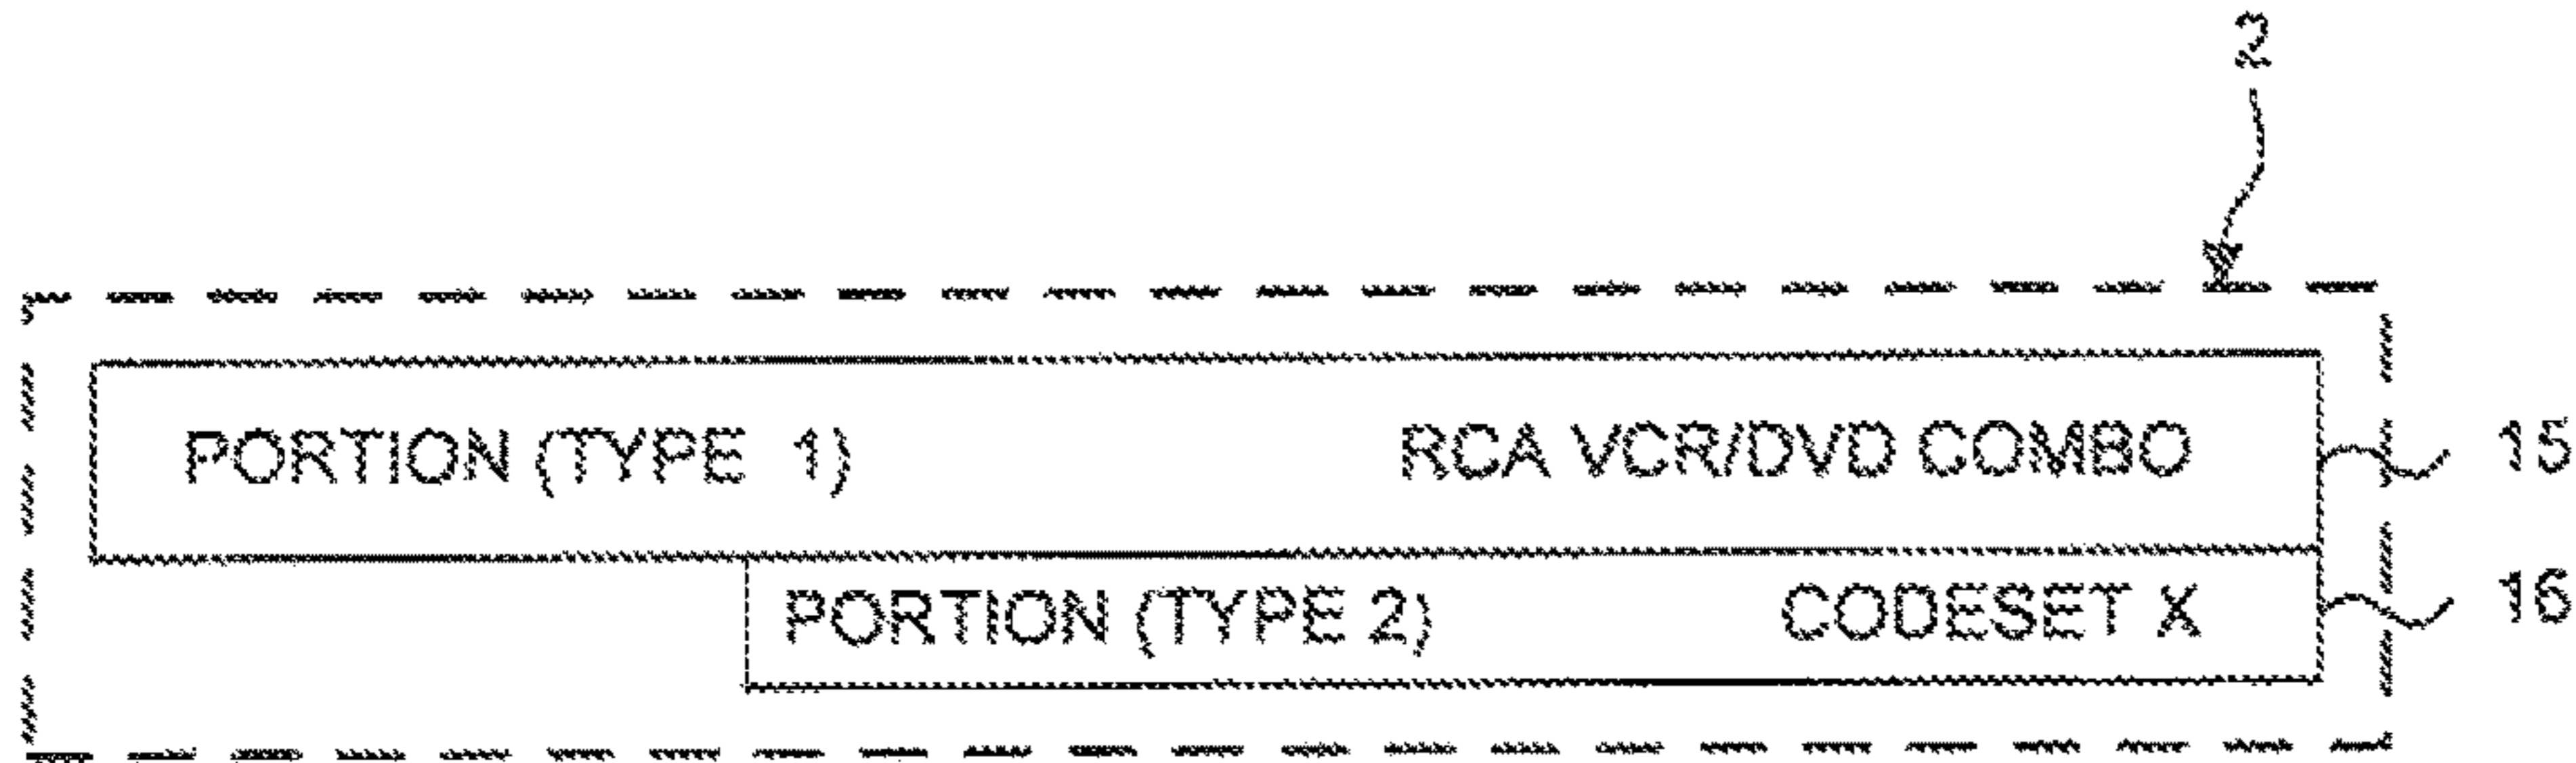 2
PORTION (TYPE 1) RCA VCR/DVD COMBO 15
PORTION (TYPE 2) CODESET X 16